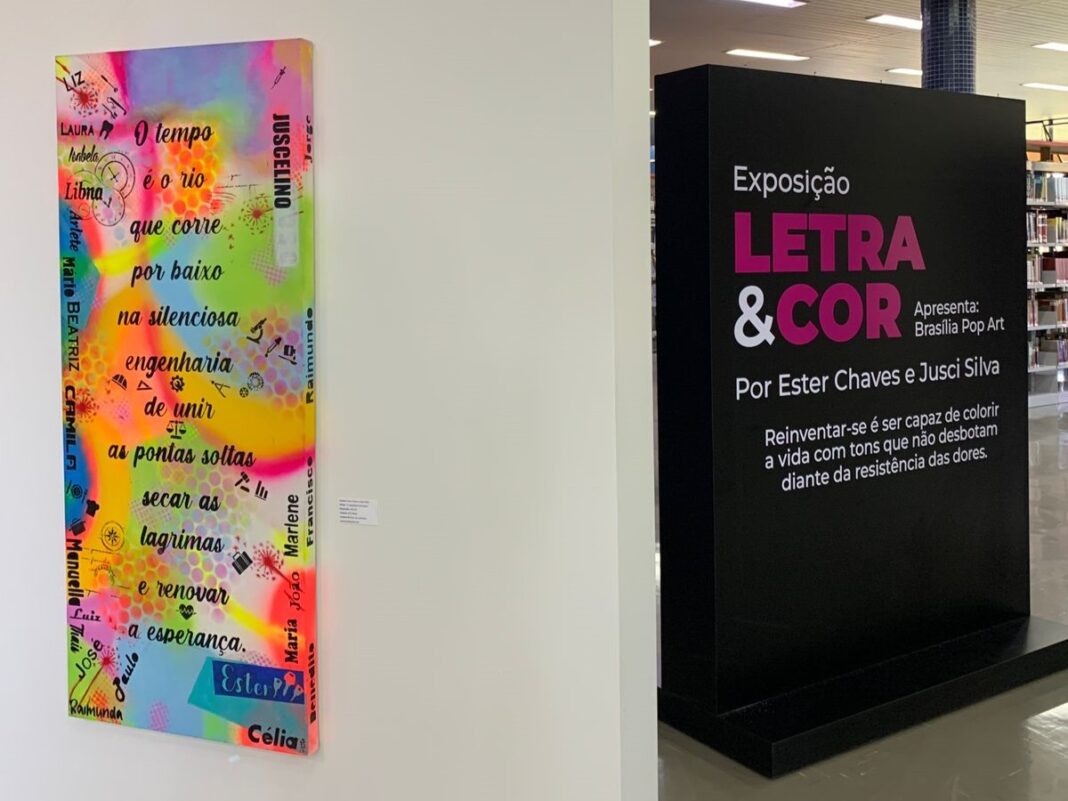 LIZ
LAURA
Isabela
Libna
Arlete
Mario
BEATRIZ
CAMILA
Manuella
Luiz
Thais
José
Paulo
Raimunda
O tempo
é o rio
que corre
por baixo
na silenciosa
engenharia
de unir
as pontas soltas
secar as
lagrimas
e renovar
a esperança.
JUSCELINO
Jorge
Raimundo
Francisco
Marlene
João
Maria
Benedito
Ester
Célia
Exposição
LETRA
&COR
Apresenta:
Brasília Pop Art
Por Ester Chaves e Jusci Silva
Reinventar-se é ser capaz de colorir
a vida com tons que não desbotam
diante da resistência das dores.